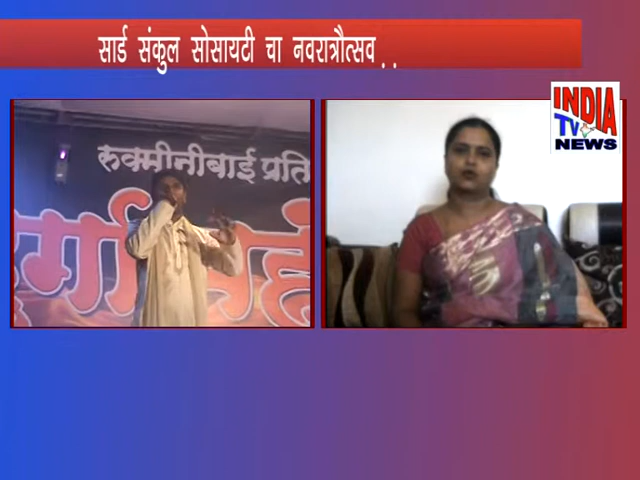 सार्ड संकुल सोसायटी चा नवरात्रौत्सव..
INDIA
TV
NEWS
रुक्मीनीबाई प्रति